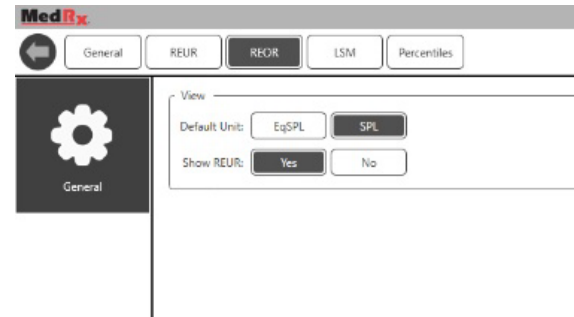 MedRx
General REUR REOR LSM Percentiles
View
Default Unit: EqSPL SPL
Show REUR: Yes No
General